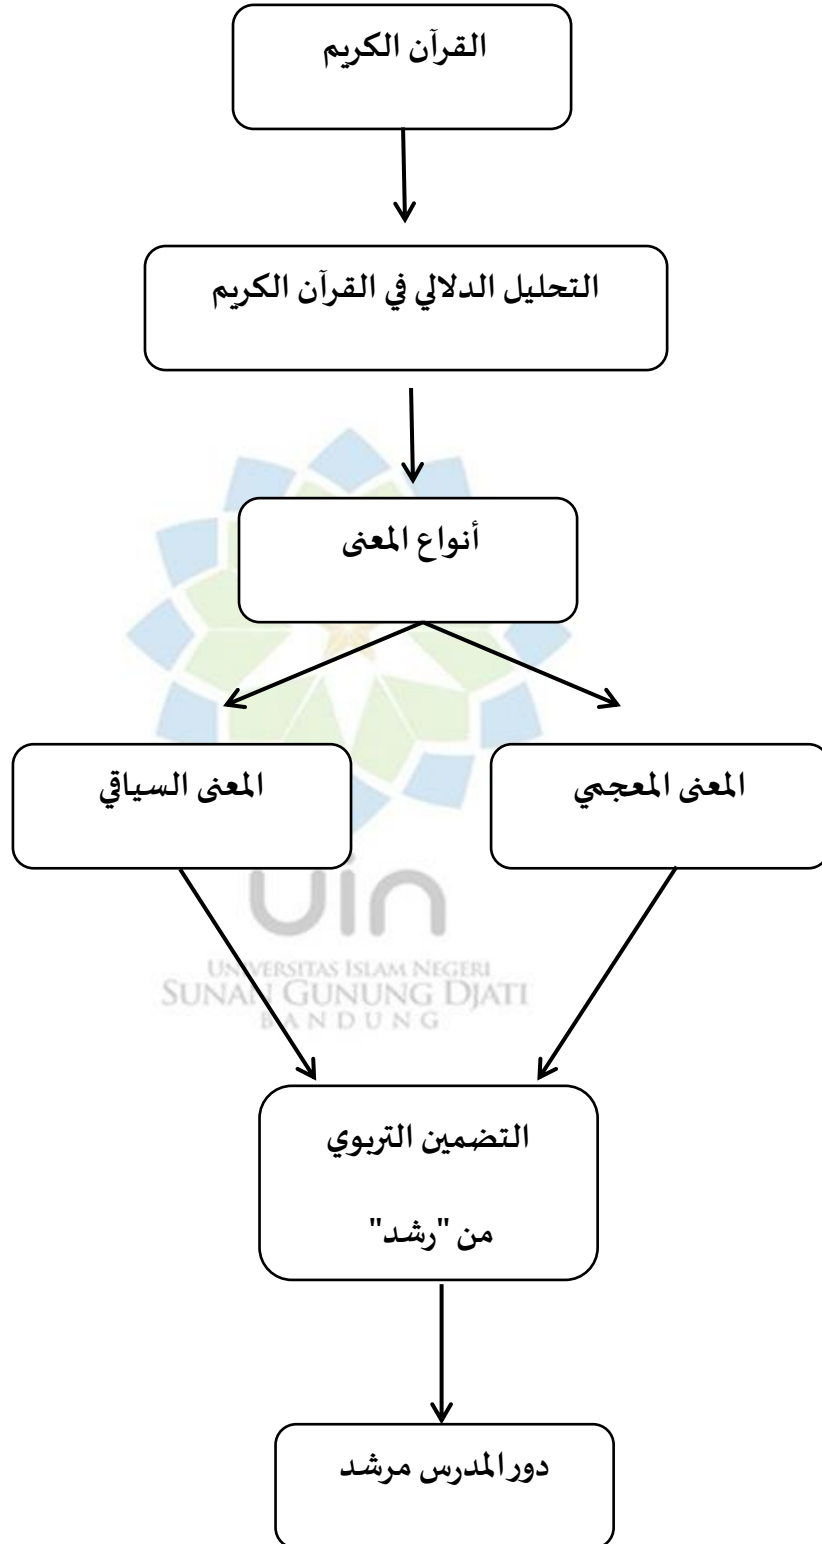 القرآن الكريم
التحليل الدلالي في القرآن الكريم
أنواع المعنى
المعنى المعجمي
المعنى السياقي
uin
UNIVERSITAS ISLAM NEGERI
SUNAN GUNUNG DJATI
BANDUNG
التضمين التربوي
من "رشد"
دور المدرس مرشد